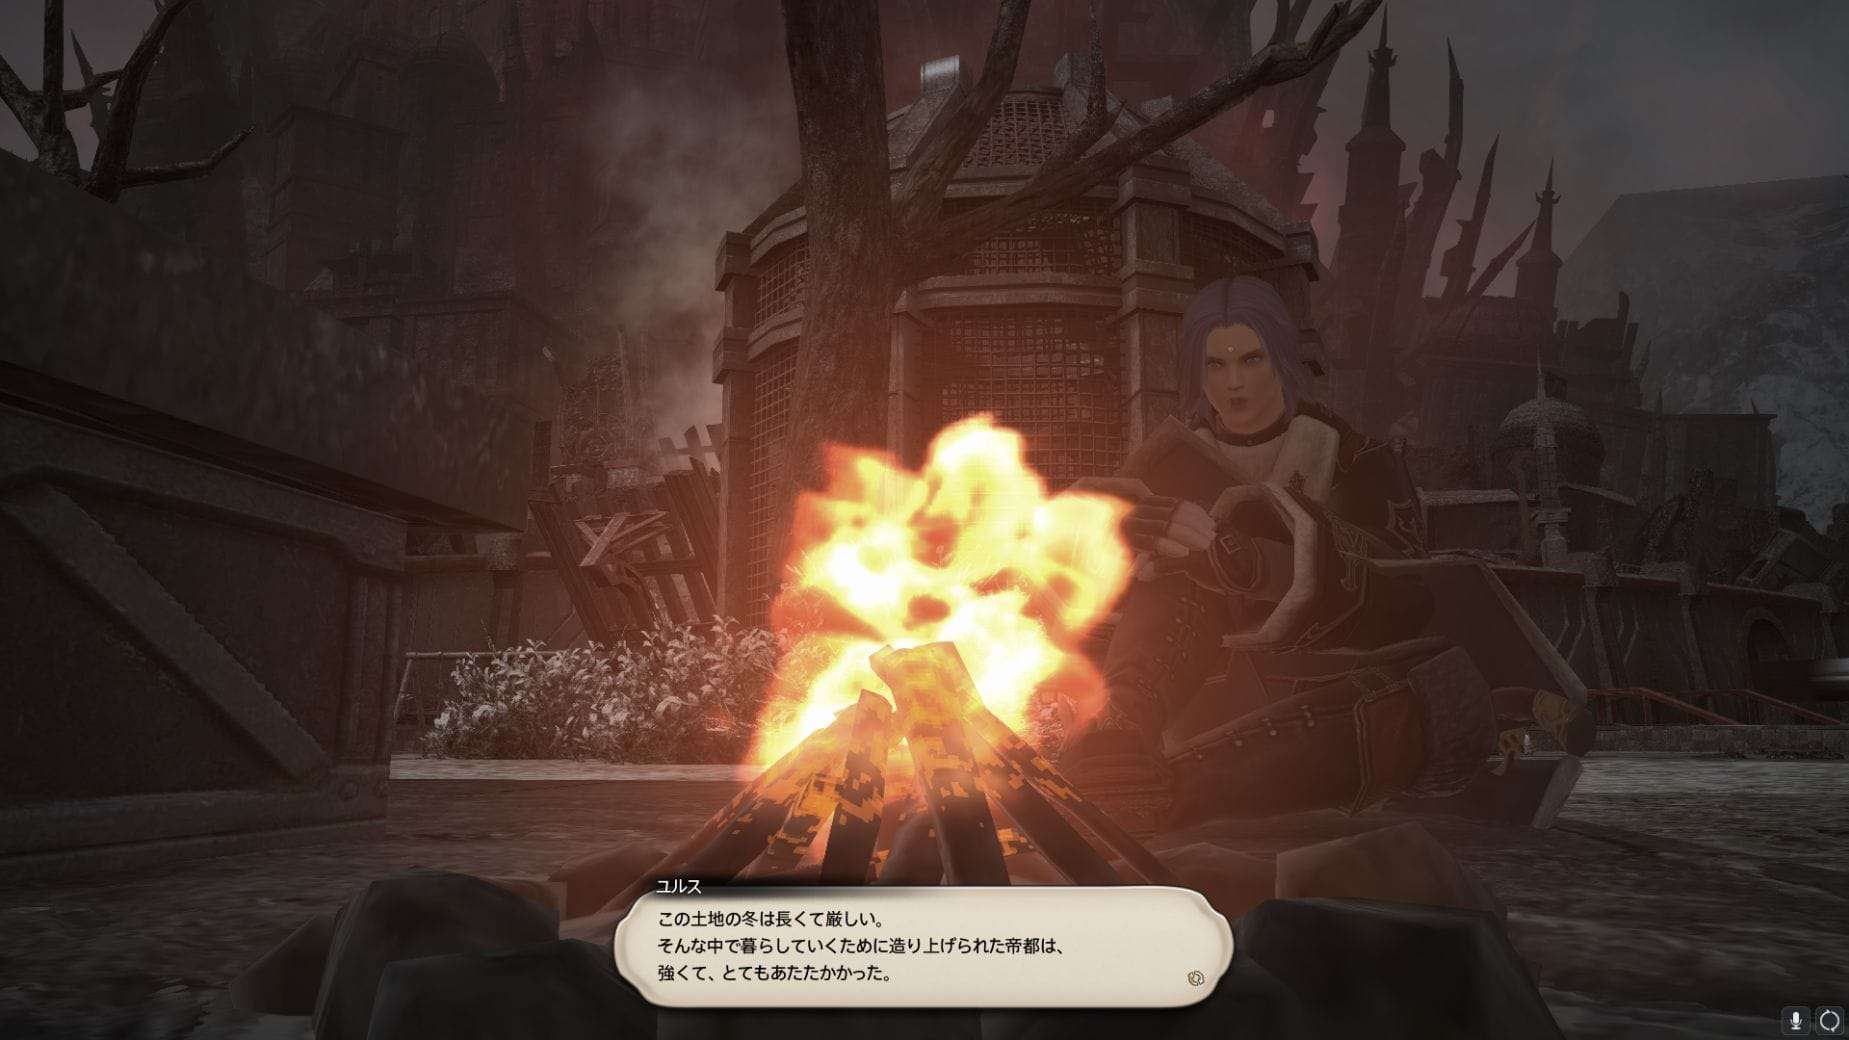 ユルス
この土地の冬は長くて厳しい。
そんな中で暮らしていくために造り上げられた帝都は、
強くて、とてもあたたかかった。